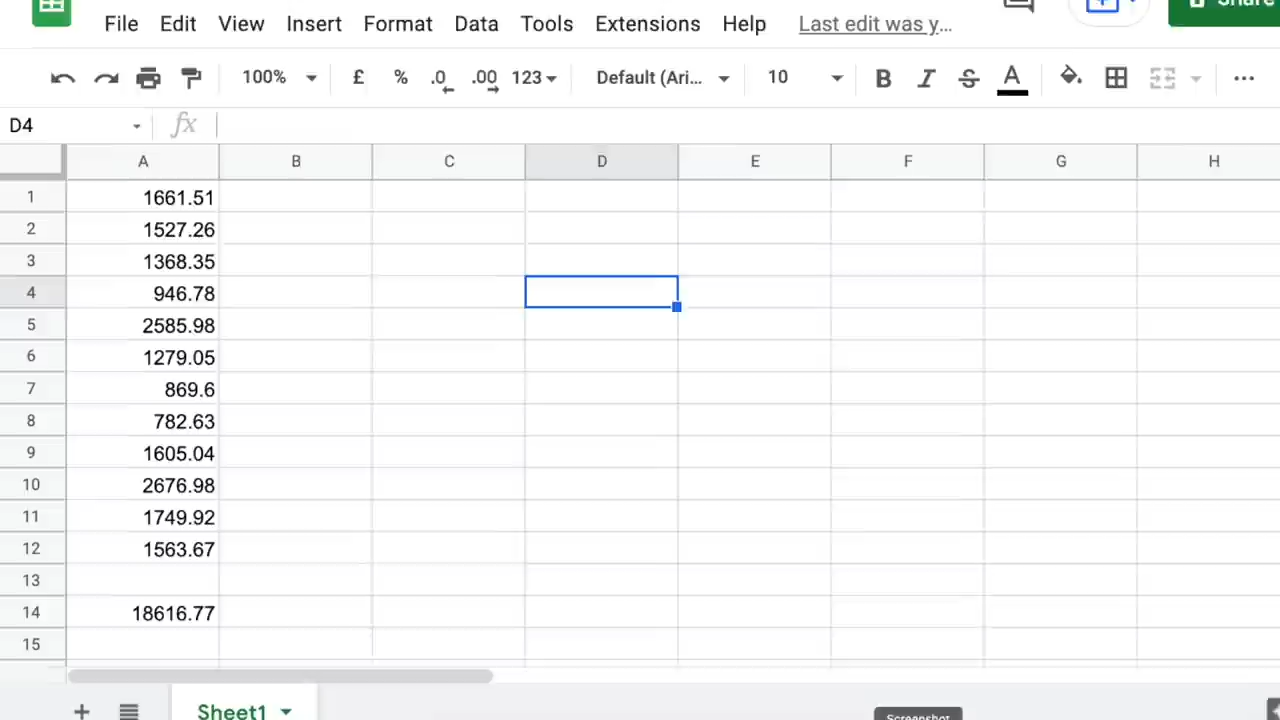 File Edit View Insert Format Data Tools Extensions Help Last edit was y... Share
100% £ % .0 .00 123 Default (Ari... 10 B I S A ...
D4 fx
A B C D E F G H
1 1661.51
2 1527.26
3 1368.35
4 946.78
5 2585.98
6 1279.05
7 869.6
8 782.63
9 1605.04
10 2676.98
11 1749.92
12 1563.67
13
14 18616.77
15
+ Sheet1
Screenshot